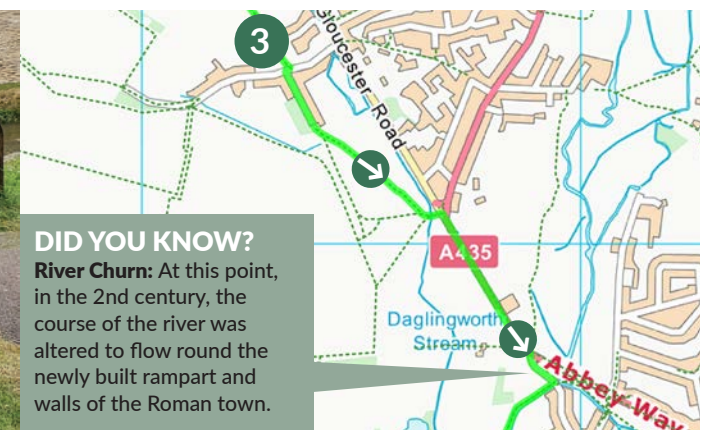 3
Gloucester Road
A435
Daglingworth
Stream
Abbey Way
DID YOU KNOW?
River Churn: At this point,
in the 2nd century, the
course of the river was
altered to flow round the
newly built rampart and
walls of the Roman town.